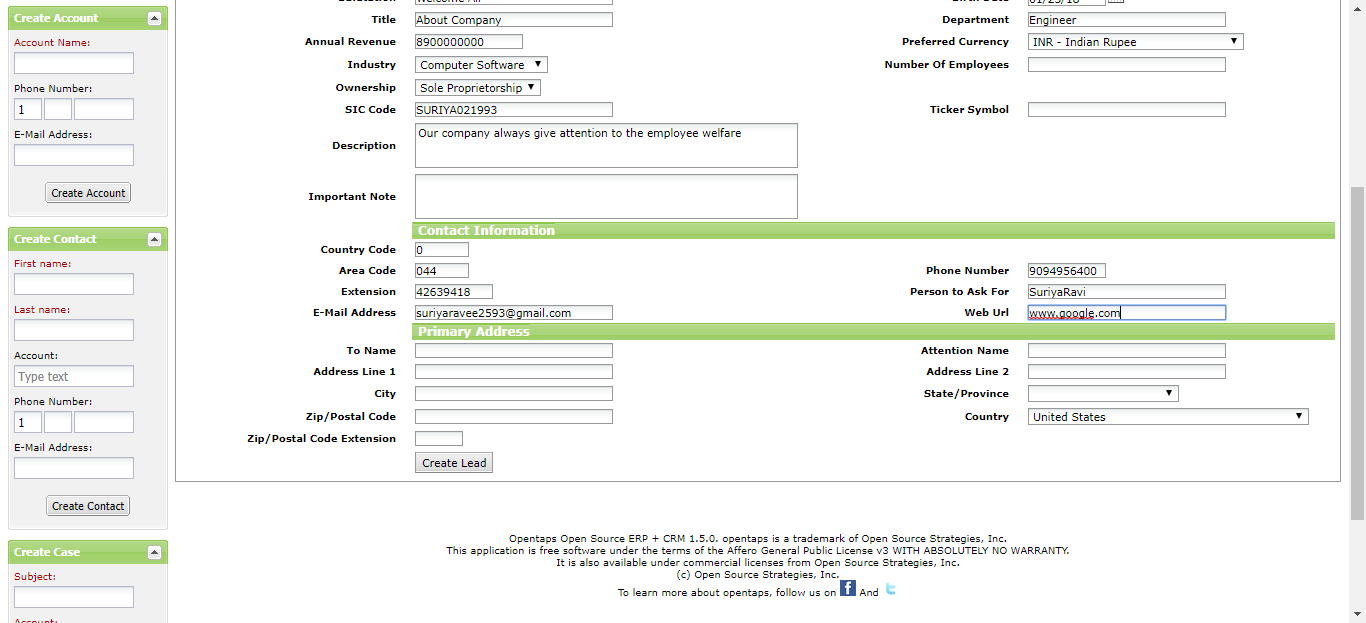 Create Account
Account Name:
Phone Number:
1
E-Mail Address:
Create Account
Create Contact
First name:
Last name:
Account:
Type text
Phone Number:
1
E-Mail Address:
Create Contact
Create Case
Subject:
Account:
Title About Company Department Engineer
Annual Revenue 8900000000 Preferred Currency INR - Indian Rupee
Industry Computer Software Number Of Employees
Ownership Sole Proprietorship
SIC Code SURIYA021993 Ticker Symbol
Description Our company always give attention to the employee welfare
Important Note
Contact Information
Country Code 0
Area Code 044 Phone Number 9094956400
Extension 42639418 Person to Ask For SuriyaRavi
E-Mail Address suriyaravee2593@gmail.com Web Url www.google.com
Primary Address
To Name Attention Name
Address Line 1 Address Line 2
City State/Province
Zip/Postal Code Country United States
Zip/Postal Code Extension
Create Lead
Opentaps Open Source ERP + CRM 1.5.0. opentaps is a trademark of Open Source Strategies, Inc.
This application is free software under the terms of the Affero General Public License v3 WITH ABSOLUTELY NO WARRANTY.
It is also available under commercial licenses from Open Source Strategies, Inc.
(c) Open Source Strategies, Inc.
To learn more about opentaps, follow us on f And t